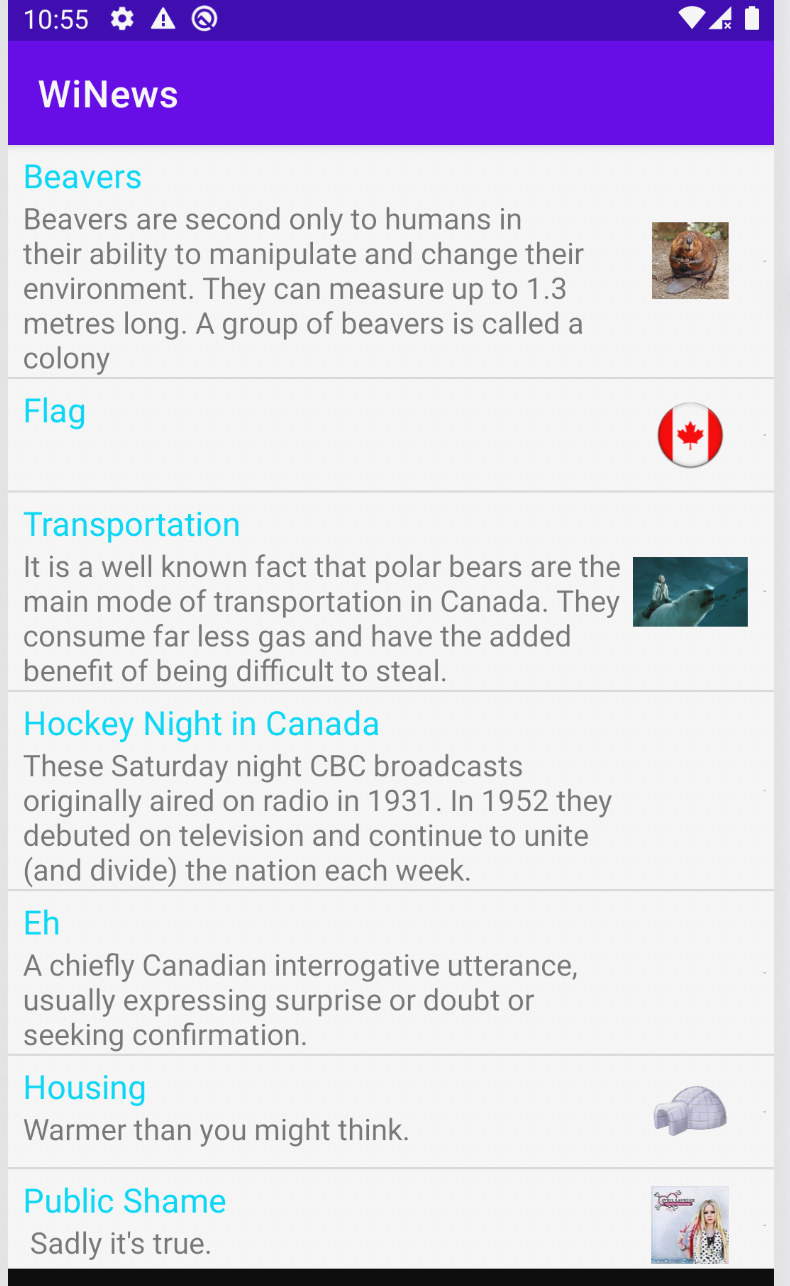 10:55
WiNews
Beavers
Beavers are second only to humans in
their ability to manipulate and change their
environment. They can measure up to 1.3
metres long. A group of beavers is called a
colony
Flag
Transportation
It is a well known fact that polar bears are the
main mode of transportation in Canada. They
consume far less gas and have the added
benefit of being difficult to steal.
Hockey Night in Canada
These Saturday night CBC broadcasts
originally aired on radio in 1931. In 1952 they
debuted on television and continue to unite
(and divide) the nation each week.
Eh
A chiefly Canadian interrogative utterance,
usually expressing surprise or doubt or
seeking confirmation.
Housing
Warmer than you might think.
Public Shame
Sadly it's true.